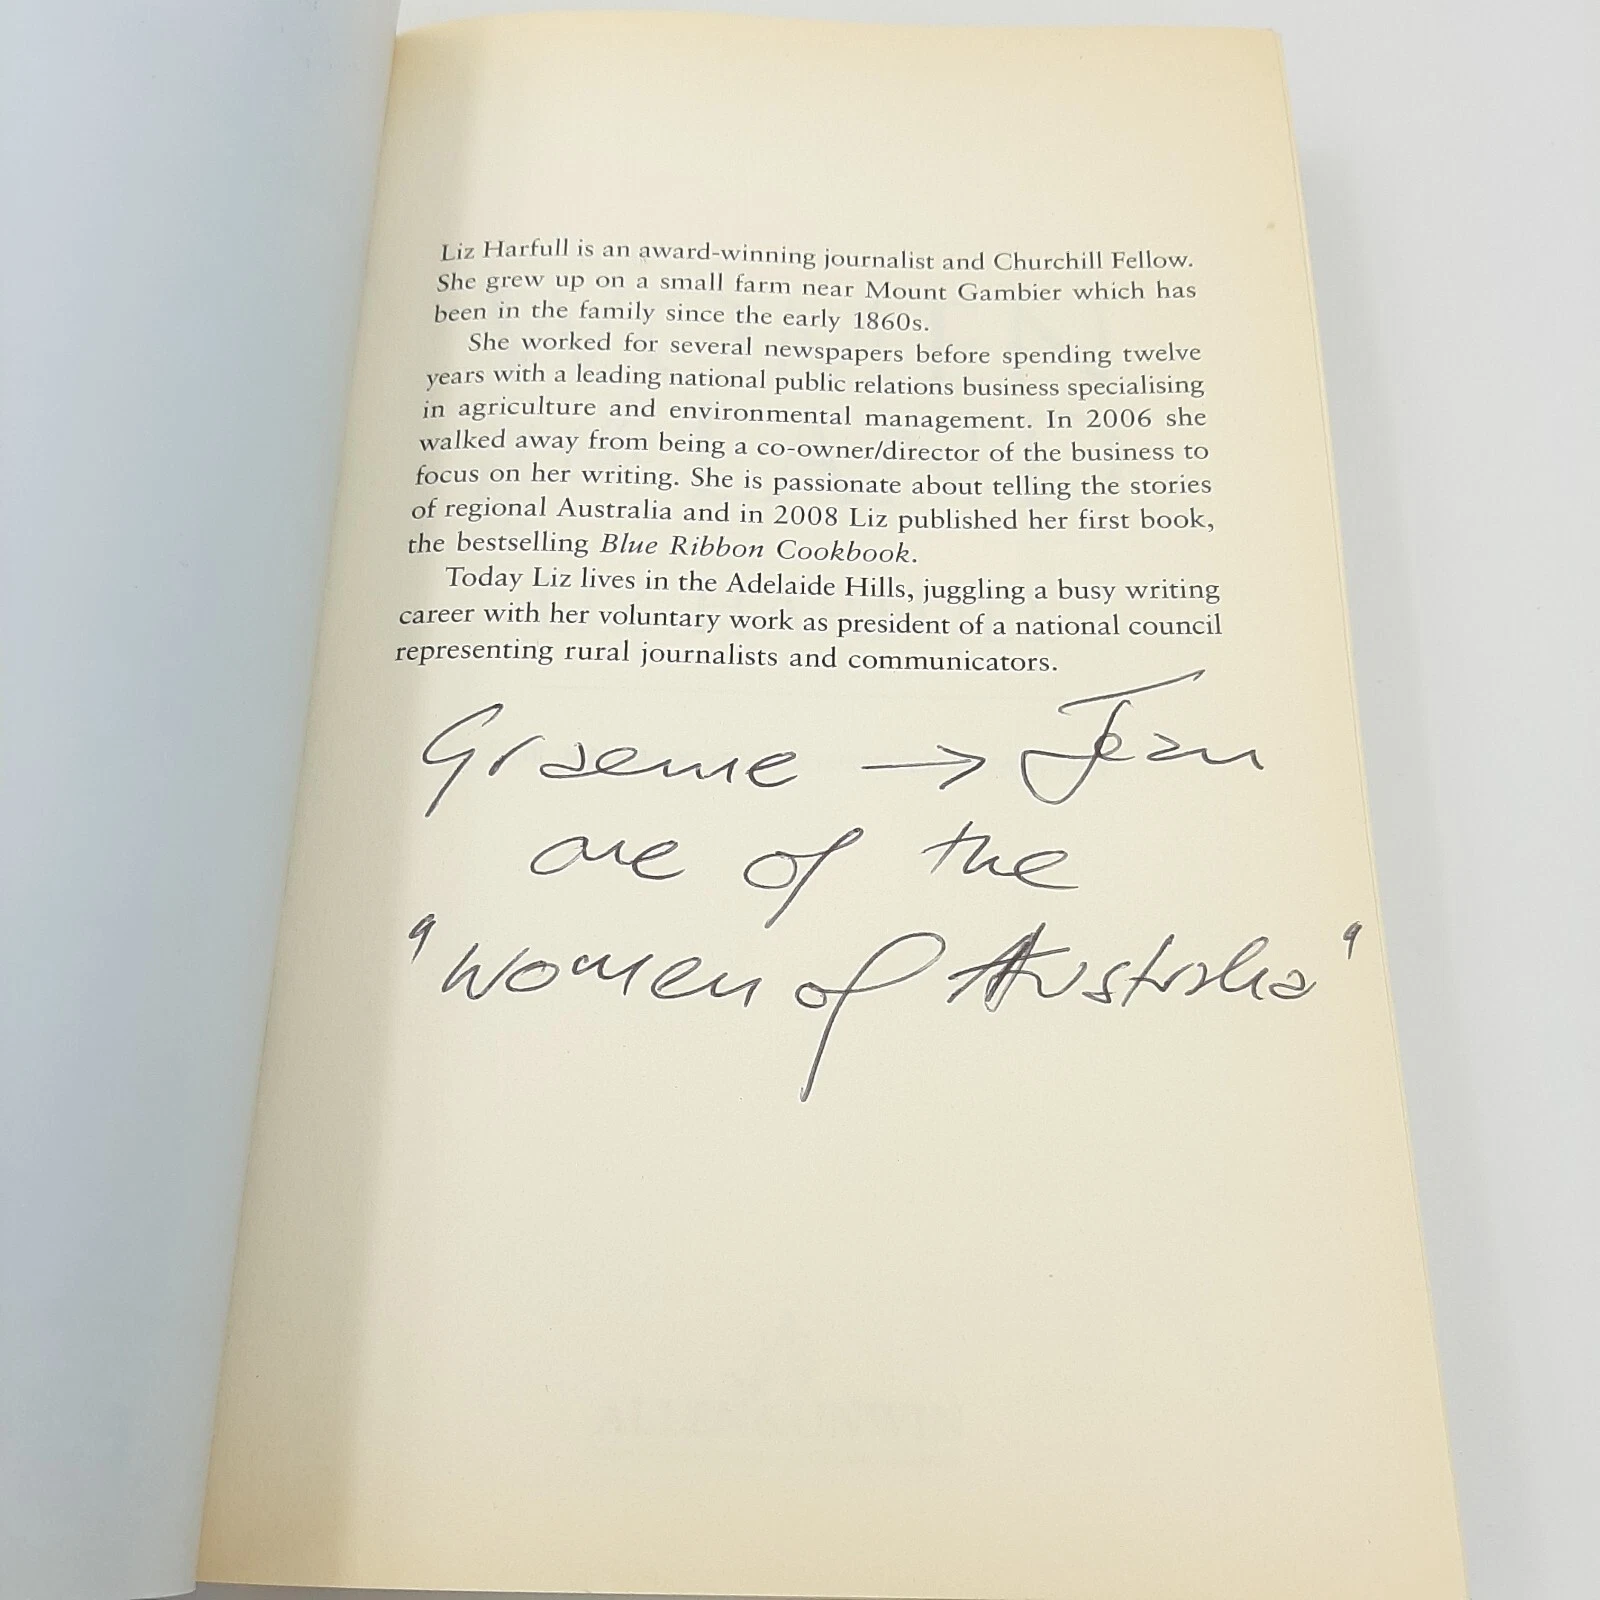 Liz Harfull is an award-winning journalist and Churchill Fellow.
She grew up on a small farm near Mount Gambier which has
been in the family since the early 1860s.
She worked for several newspapers before spending twelve
years with a leading national public relations business specialising
in agriculture and environmental management. In 2006 she
walked away from being a co-owner/director of the business to
focus on her writing. She is passionate about telling the stories
of regional Australia and in 2008 Liz published her first book,
the bestselling Blue Ribbon Cookbook.
Today Liz lives in the Adelaide Hills, juggling a busy writing
career with her voluntary work as president of a national council
representing rural journalists and communicators.
Graeme → Jean
one of the
"Women of Australia"